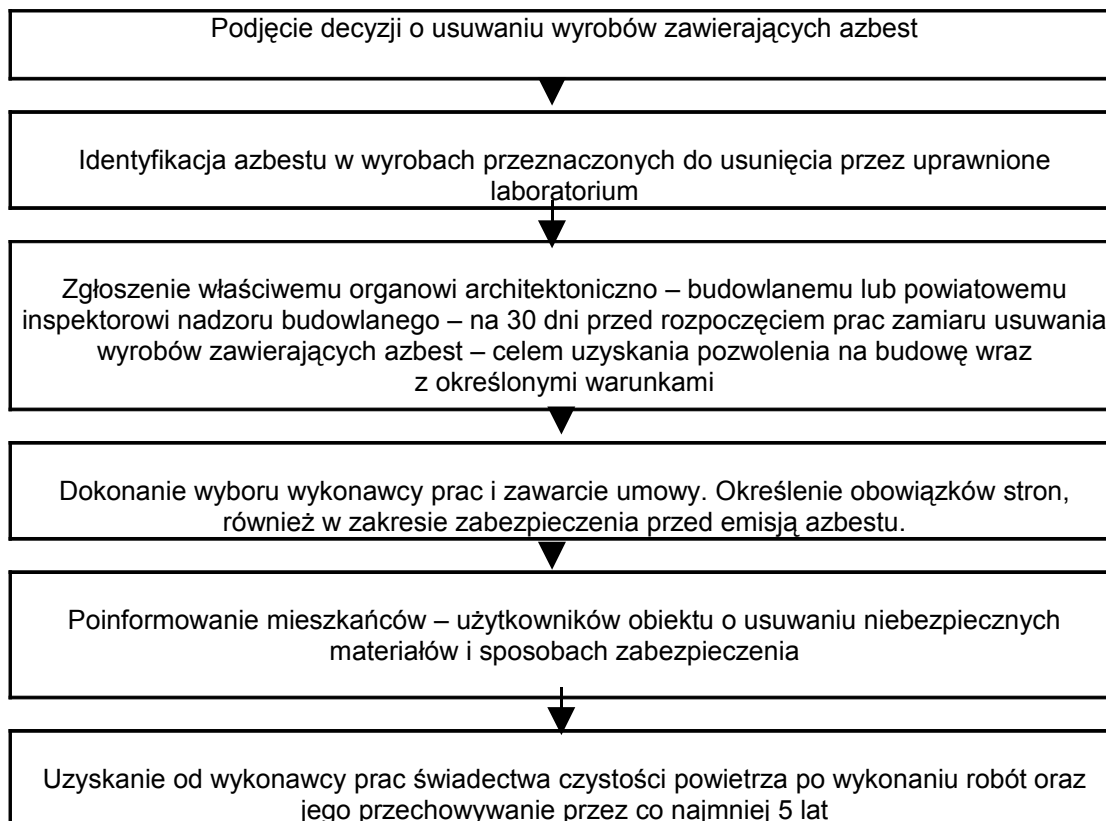 Podjęcie decyzji o usuwaniu wyrobów zawierających azbest
Identyfikacja azbestu w wyrobach przeznaczonych do usunięcia przez uprawnione
laboratorium
Zgłoszenie właściwemu organowi architektoniczno – budowlanemu lub powiatowemu
inspektorowi nadzoru budowlanego – na 30 dni przed rozpoczęciem prac zamiaru usuwania
wyrobów zawierających azbest – celem uzyskania pozwolenia na budowę wraz
z określonymi warunkami
Dokonanie wyboru wykonawcy prac i zawarcie umowy. Określenie obowiązków stron,
również w zakresie zabezpieczenia przed emisją azbestu.
Poinformowanie mieszkańców – użytkowników obiektu o usuwaniu niebezpiecznych
materiałów i sposobach zabezpieczenia
Uzyskanie od wykonawcy prac świadectwa czystości powietrza po wykonaniu robót oraz
jego przechowywanie przez co najmniej 5 lat